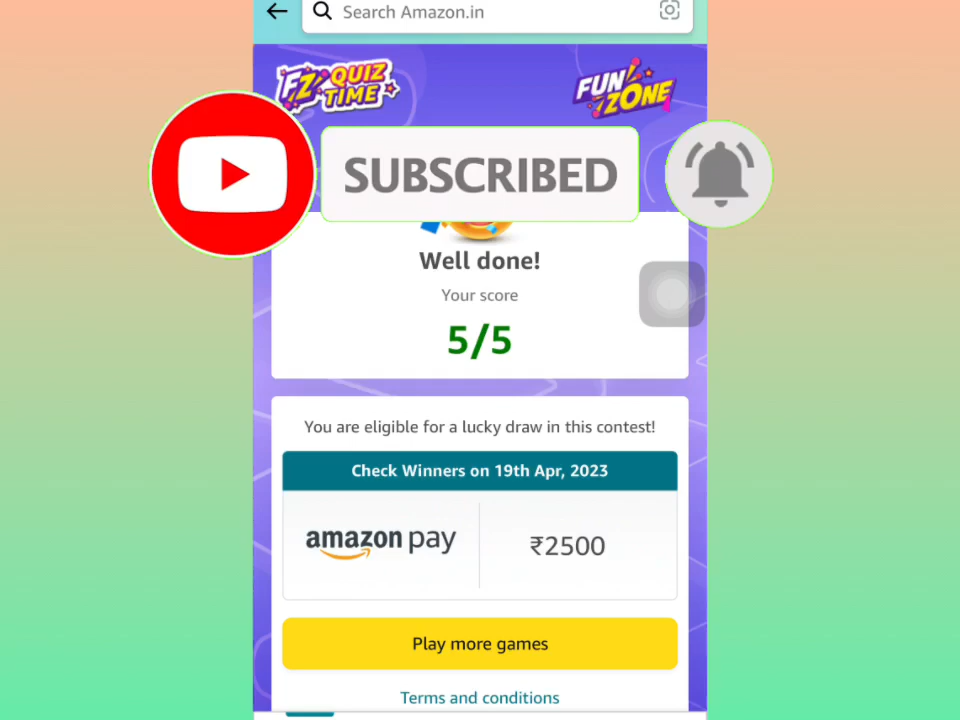 Search Amazon.in
FZ QUIZ TIME
FUN ZONE
SUBSCRIBED
Well done!
Your score
5/5
You are eligible for a lucky draw in this contest!
Check Winners on 19th Apr, 2023
amazon pay
₹2500
Play more games
Terms and conditions